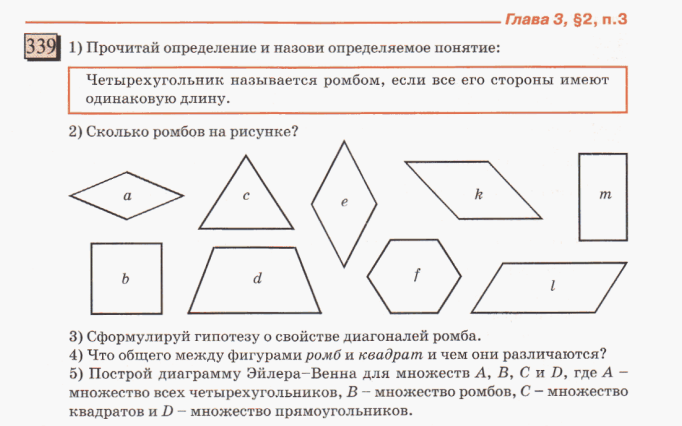 Глава 3, §2, п.3
339 1) Прочитай определение и назови определяемое понятие:
Четырехугольник называется ромбом, если все его стороны имеют
одинаковую длину.
2) Сколько ромбов на рисунке?
a c e k m
b d f l
3) Сформулируй гипотезу о свойстве диагоналей ромба.
4) Что общего между фигурами ромб и квадрат и чем они различаются?
5) Построй диаграмму Эйлера–Венна для множеств A, B, C и D, где A –
множество всех четырехугольников, B – множество ромбов, C – множество
квадратов и D – множество прямоугольников.